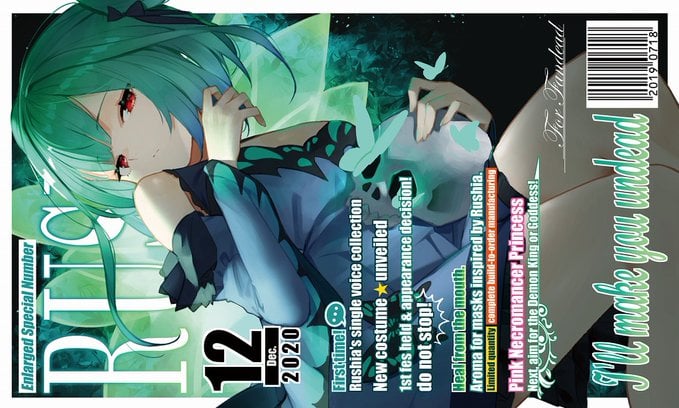 Enlarged Special Number
12
Dec.
2020
First time!
Rushia's single voice collection
New costume★unveiled
1st fes held & appearance decision!
do not stop!
Heal from the mouth.
Aroma for masks inspired by Rushia.
Limited quantity complete build-to-order manufacturing
Pink Necromancer Princess
Next, aim for the Demon King or Goddess!
For Fandead
2019 0718
I'll make you undead